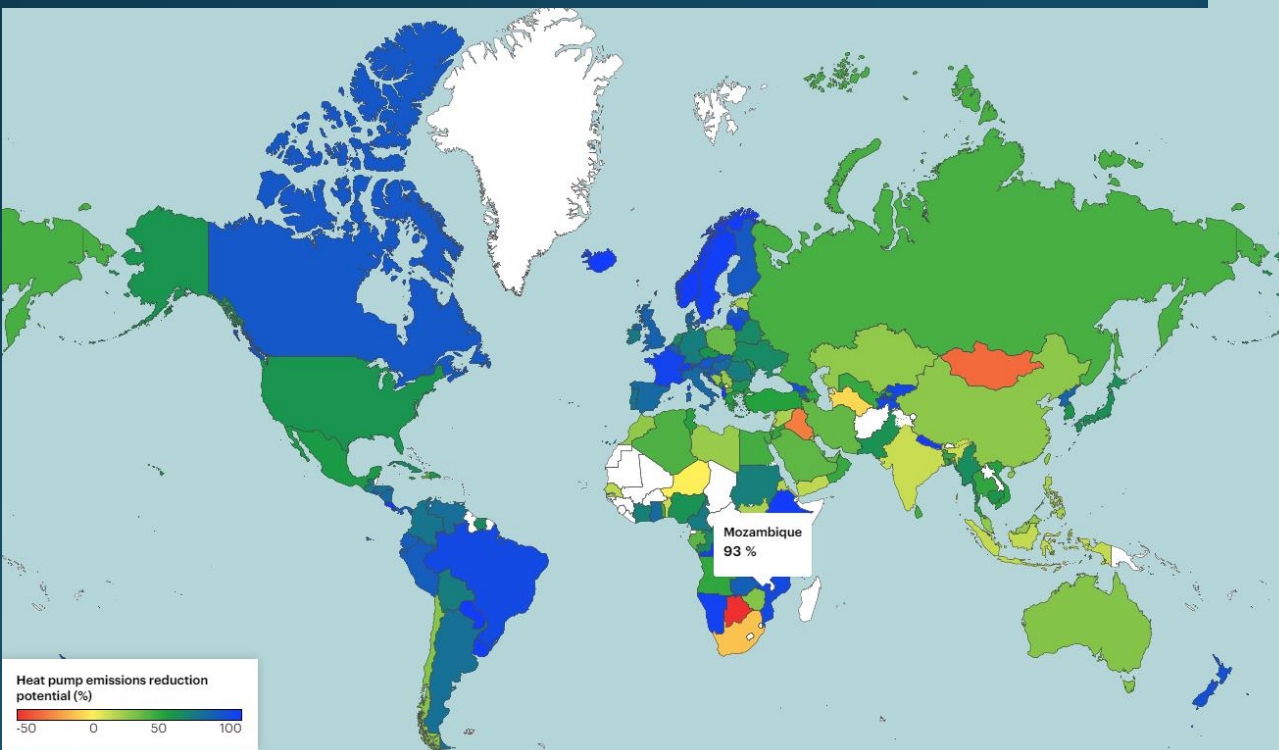 Mozambique
93 %
Heat pump emissions reduction
potential (%)
-50 0 50 100